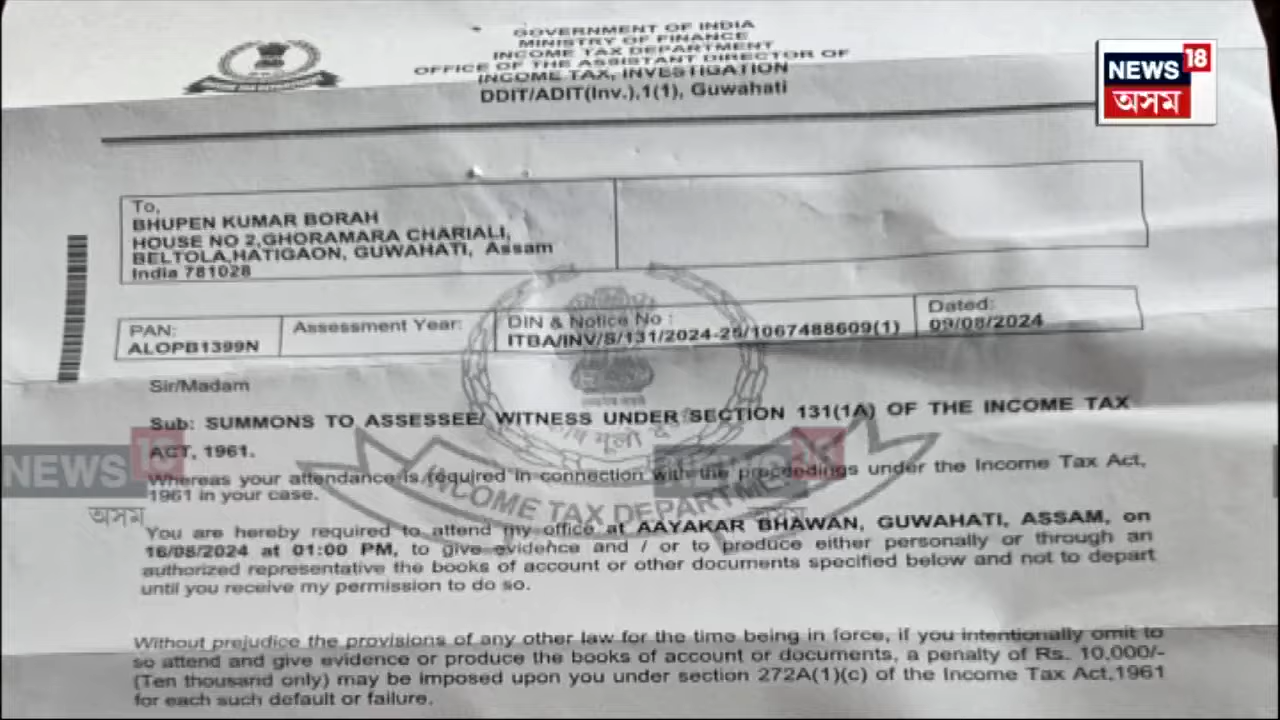 GOVERNMENT OF INDIA
MINISTRY OF FINANCE
INCOME TAX DEPARTMENT
OFFICE OF THE ASSISTANT DIRECTOR OF
INCOME TAX, INVESTIGATION
DDIT/ADIT(Inv.),1(1), Guwahati
NEWS 18
অসম
To,
BHUPEN KUMAR BORAH
HOUSE NO 2,GHORAMARA CHARIALI,
BELTOLA,HATIGAON, GUWAHATI, Assam
India 781028
PAN:
ALOPB1399N
Assessment Year:
DIN & Notice No :
ITBA/INV/S/131/2024-25/1067488609(1)
Dated:
09/08/2024
Sir/Madam
Sub: SUMMONS TO ASSESSEE/ WITNESS UNDER SECTION 131(1A) OF THE INCOME TAX
ACT, 1961.
Whereas your attendance is required in connection with the proceedings under the Income Tax Act,
1961 in your case.
You are hereby required to attend my office at AAYAKAR BHAWAN, GUWAHATI, ASSAM, on
16/08/2024 at 01:00 PM, to give evidence and / or to produce either personally or through an
authorized representative the books of account or other documents specified below and not to depart
until you receive my permission to do so.
Without prejudice the provisions of any other law for the time being in force, if you intentionally omit to
so attend and give evidence or produce the books of account or documents, a penalty of Rs. 10,000/-
(Ten thousand only) may be imposed upon you under section 272A(1)(c) of the Income Tax Act,1961
for each such default or failure.
INCOME TAX DEPARTMENT
NEWS 18
অসম
NEWS 18
অসম